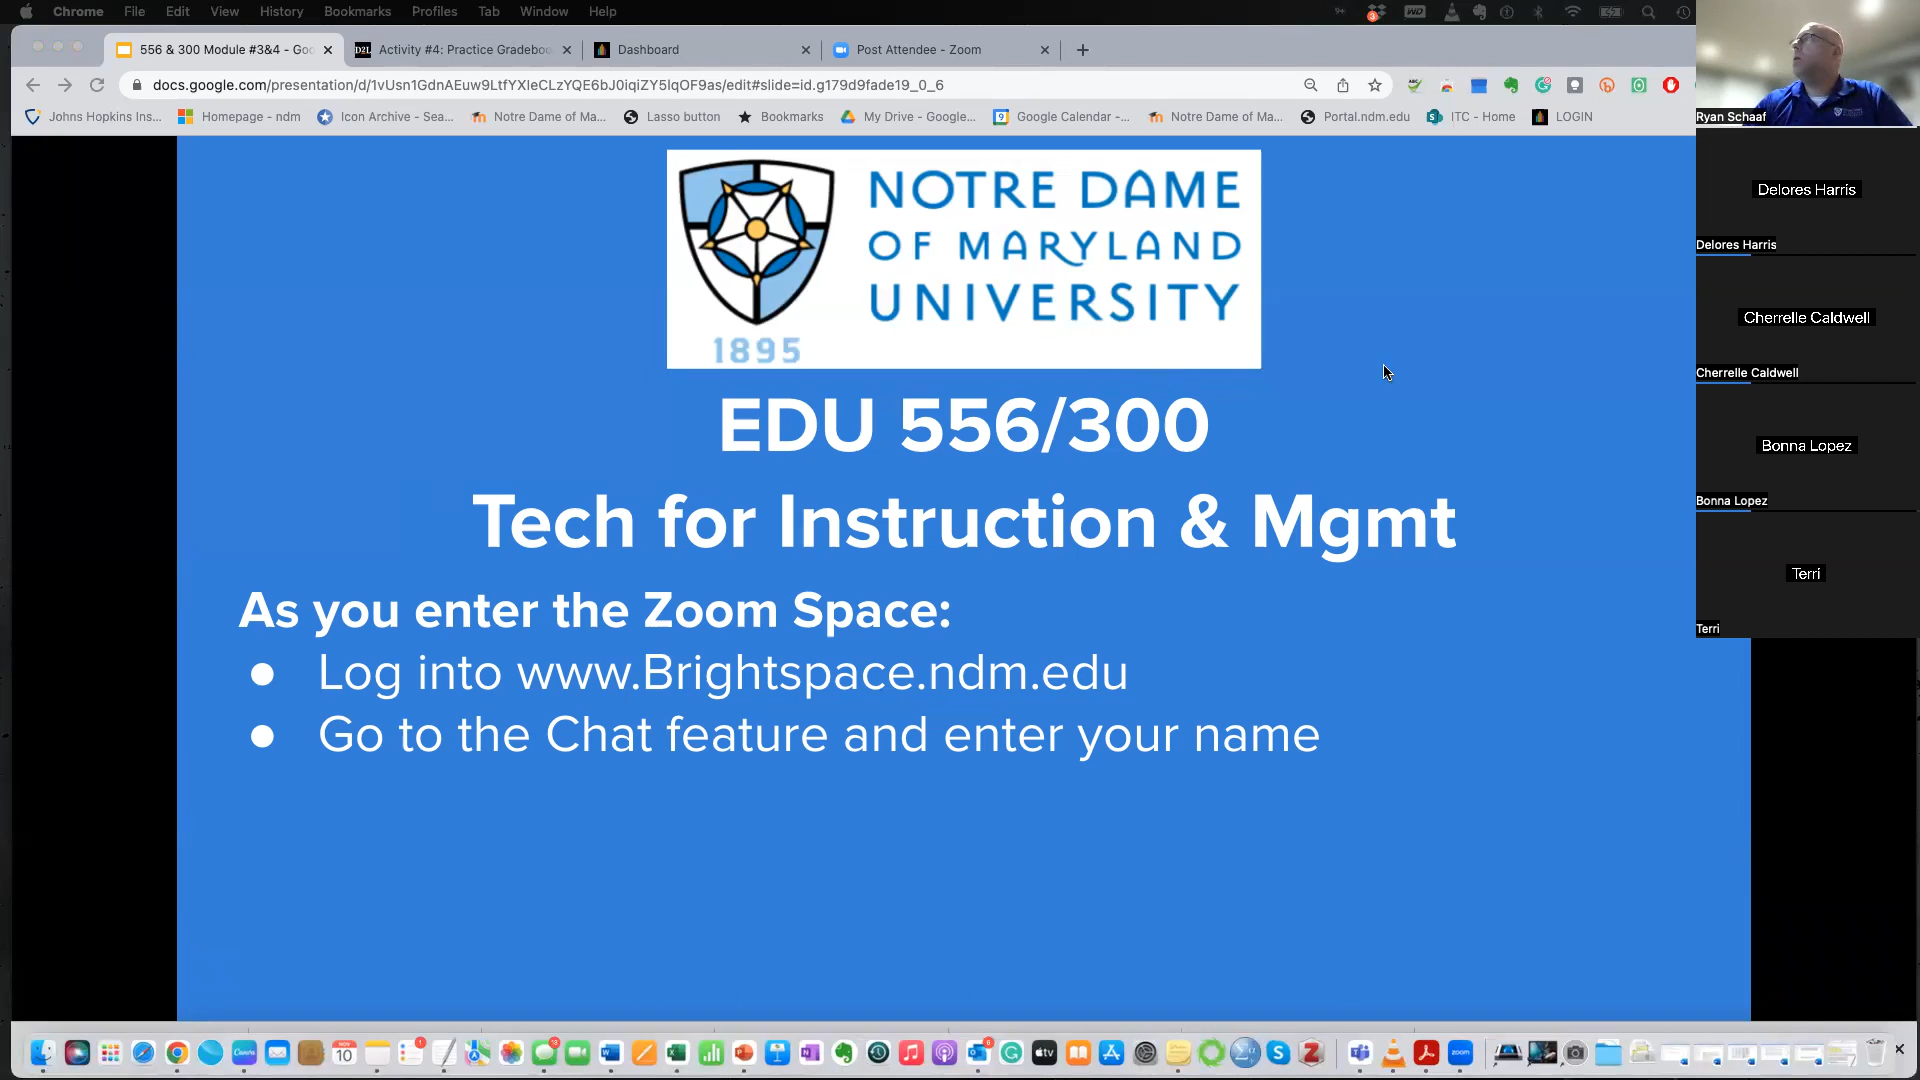 Chrome File Edit View History Bookmarks Profiles Tab Window Help
556 & 300 Module #3&4 - Goo
Activity #4: Practice Gradeboo
Dashboard
Post Attendee - Zoom
docs.google.com/presentation/d/1vUsn1GdnAEuw9LtfYXIeCLzYQE6bJ0iqiZY5lqOF9as/edit#slide=id.g179d9fade19_0_6
Johns Hopkins Ins... Homepage - ndm Icon Archive - Sea... Notre Dame of Ma... Lasso button Bookmarks My Drive - Google... Google Calendar -... Notre Dame of Ma... Portal.ndm.edu ITC - Home LOGIN
NOTRE DAME
OF MARYLAND
UNIVERSITY
1895
EDU 556/300
Tech for Instruction & Mgmt
As you enter the Zoom Space:
● Log into www.Brightspace.ndm.edu
● Go to the Chat feature and enter your name
Ryan Schaaf
Delores Harris
Delores Harris
Cherrelle Caldwell
Cherrelle Caldwell
Bonna Lopez
Bonna Lopez
Terri
Terri
NOV
10